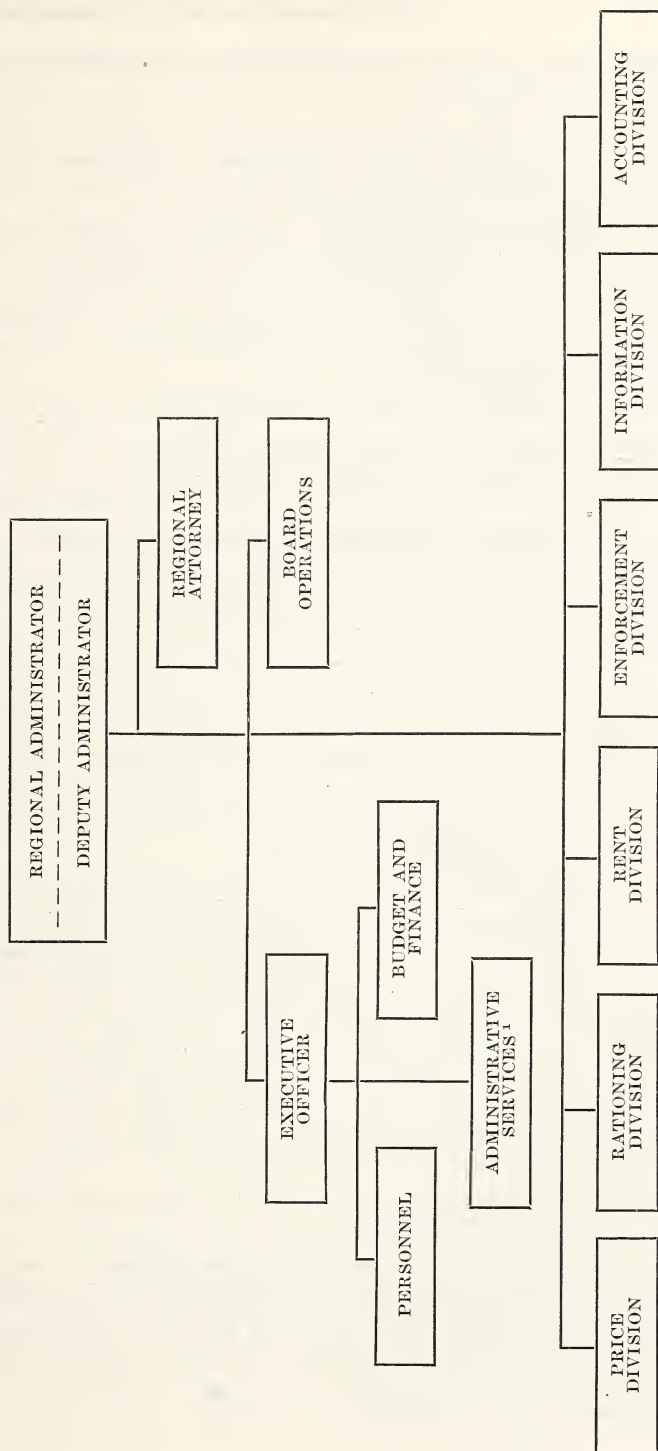 REGIONAL ADMINISTRATOR
DEPUTY ADMINISTRATOR
REGIONAL
ATTORNEY
EXECUTIVE
OFFICER
BOARD
OPERATIONS
PERSONNEL
BUDGET AND
FINANCE
ADMINISTRATIVE
SERVICES ¹
PRICE
DIVISION
RATIONING
DIVISION
RENT
DIVISION
ENFORCEMENT
DIVISION
INFORMATION
DIVISION
ACCOUNTING
DIVISION